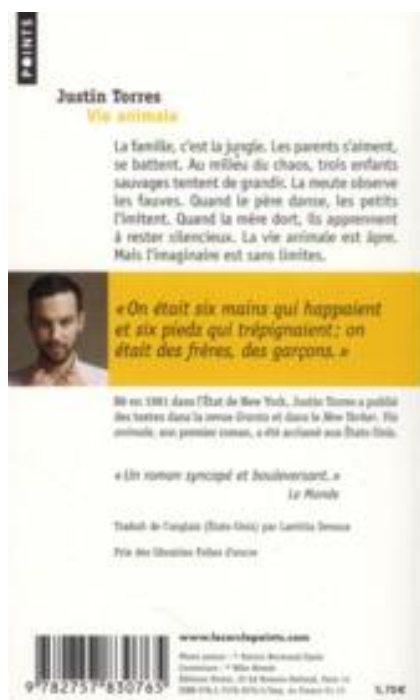 POINTS
Justin Torres
Vie animale
La famille, c'est la jungle. Les parents s'aiment,
se battent. Au milieu du chaos, trois enfants
sauvages tentent de grandir. La meute observe
les fauves. Quand le père danse, les petits
l'imitent. Quand la mère dort, ils apprennent
à rester silencieux. La vie animale est âpre.
Mais l'imaginaire est sans limites.
« On était six mains qui happaient
et six pieds qui trépignaient ; on
était des frères, des garçons. »
Né en 1981 dans l'État de New York, Justin Torres a publié
des textes dans la revue Granta et dans le New Yorker. Vie
animale, son premier roman, a été acclamé aux États-Unis.
« Un roman syncopé et bouleversant. »
Le Monde
Traduit de l'anglais (États-Unis) par Laetitia Devaux
Prix des libraires Folies d'encre
www.lecerclepoints.com
9 782757 830765
5,70€